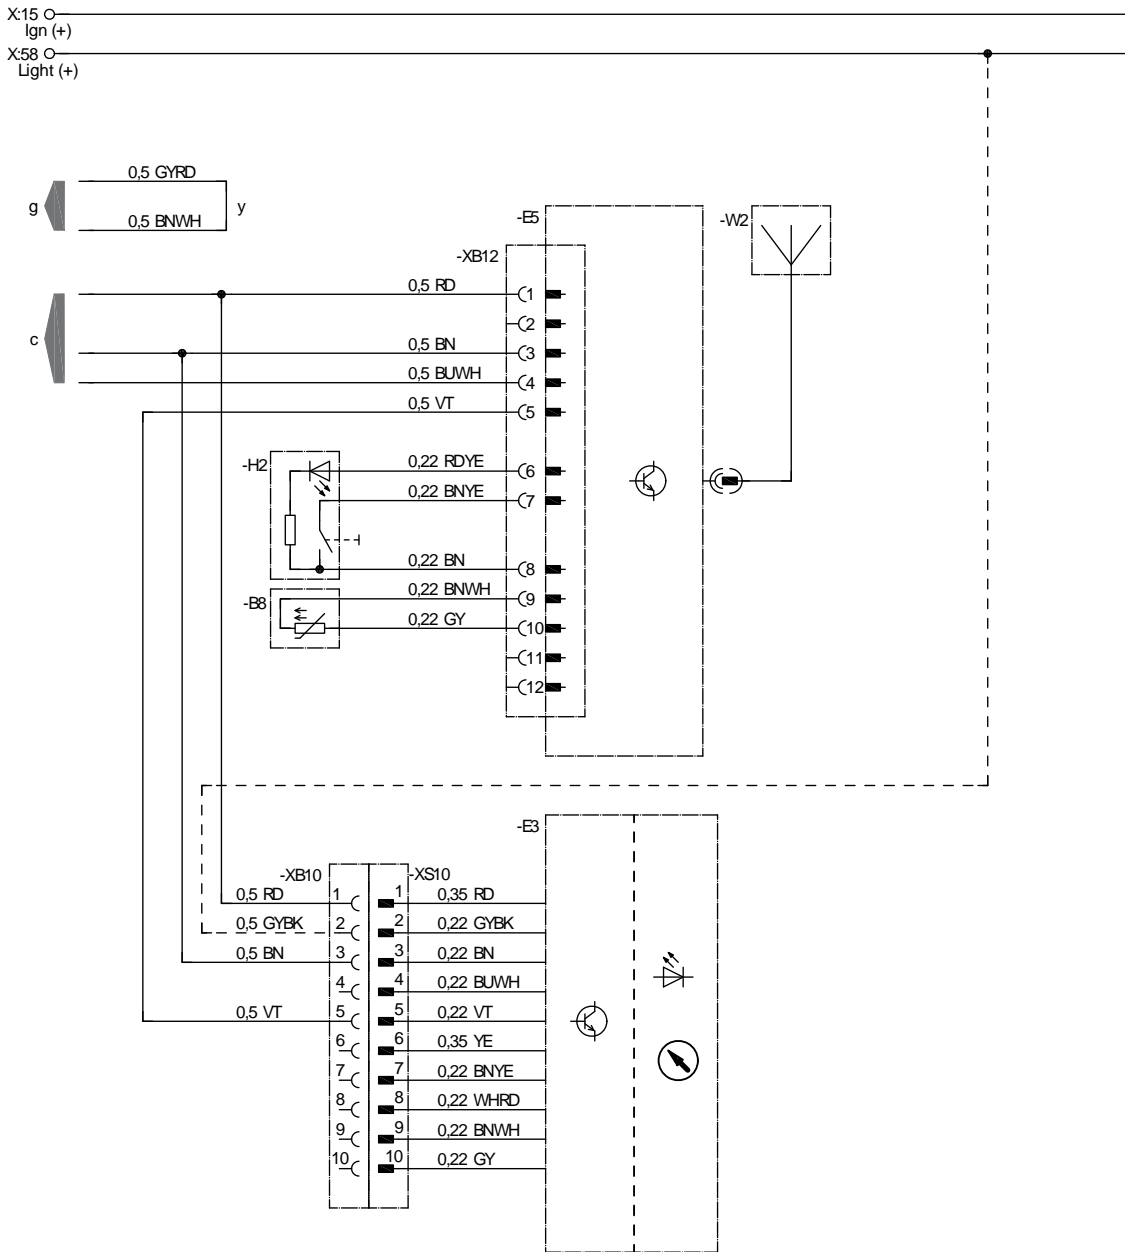 X:15
Ign (+)
X:58
Light (+)
0,5 GYRD
g
y
0,5 BNWH
-E5
-W2
-XB12
0,5 RD
1
2
c
0,5 BN
3
0,5 BUWH
4
0,5 VT
5
-H2
0,22 RDYE
6
0,22 BNYE
7
0,22 BN
8
-B8
0,22 BNWH
9
0,22 GY
10
11
12
-E3
-XB10
-XS10
0,5 RD
1
1
0,35 RD
0,5 GYBK
2
2
0,22 GYBK
0,5 BN
3
3
0,22 BN
4
4
0,22 BUWH
0,5 VT
5
5
0,22 VT
6
6
0,35 YE
7
7
0,22 BNYE
8
8
0,22 WHRD
9
9
0,22 BNWH
10
10
0,22 GY